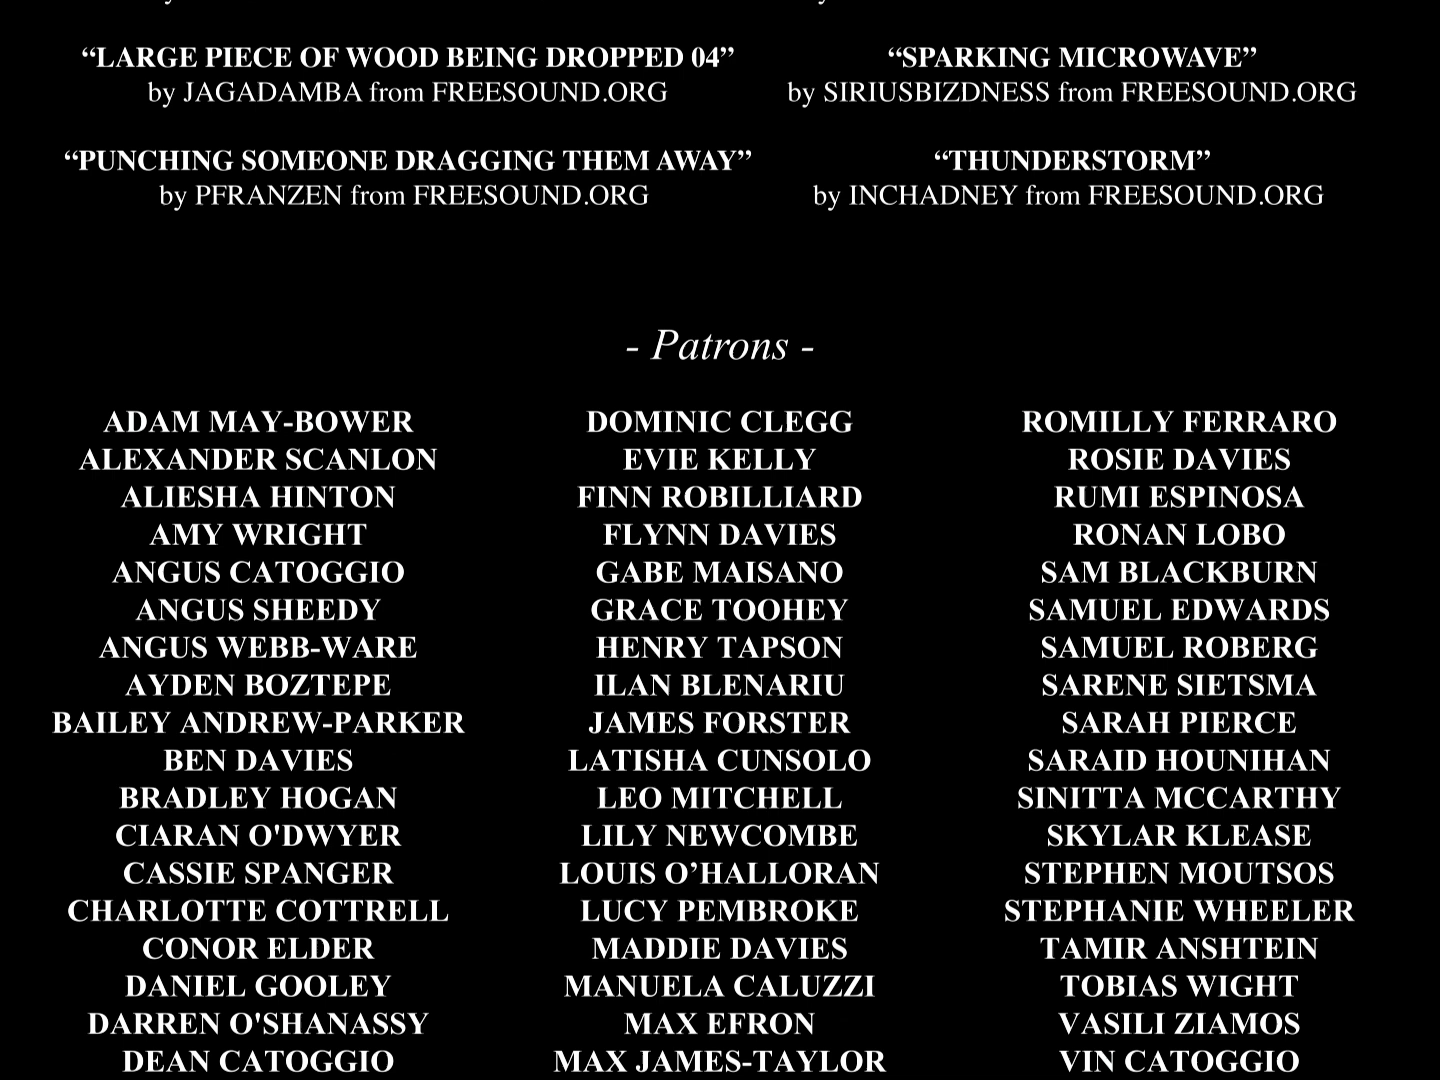 “LARGE PIECE OF WOOD BEING DROPPED 04”
by JAGADAMBA from FREESOUND.ORG
“PUNCHING SOMEONE DRAGGING THEM AWAY”
by PFRANZEN from FREESOUND.ORG
“SPARKING MICROWAVE”
by SIRIUSBIZDNESS from FREESOUND.ORG
“THUNDERSTORM”
by INCHADNEY from FREESOUND.ORG
- Patrons -
ADAM MAY-BOWER
ALEXANDER SCANLON
ALIESHA HINTON
AMY WRIGHT
ANGUS CATOGGIO
ANGUS SHEEDY
ANGUS WEBB-WARE
AYDEN BOZTEPE
BAILEY ANDREW-PARKER
BEN DAVIES
BRADLEY HOGAN
CIARAN O'DWYER
CASSIE SPANGER
CHARLOTTE COTTRELL
CONOR ELDER
DANIEL GOOLEY
DARREN O'SHANASSY
DEAN CATOGGIO
DOMINIC CLEGG
EVIE KELLY
FINN ROBILLIARD
FLYNN DAVIES
GABE MAISANO
GRACE TOOHEY
HENRY TAPSON
ILAN BLENARIU
JAMES FORSTER
LATISHA CUNSOLO
LEO MITCHELL
LILY NEWCOMBE
LOUIS O’HALLORAN
LUCY PEMBROKE
MADDIE DAVIES
MANUELA CALUZZI
MAX EFRON
MAX JAMES-TAYLOR
ROMILLY FERRARO
ROSIE DAVIES
RUMI ESPINOSA
RONAN LOBO
SAM BLACKBURN
SAMUEL EDWARDS
SAMUEL ROBERG
SARENE SIETSMA
SARAH PIERCE
SARAID HOUNIHAN
SINITTA MCCARTHY
SKYLAR KLEASE
STEPHEN MOUTSOS
STEPHANIE WHEELER
TAMIR ANSHTEIN
TOBIAS WIGHT
VASILI ZIAMOS
VIN CATOGGIO